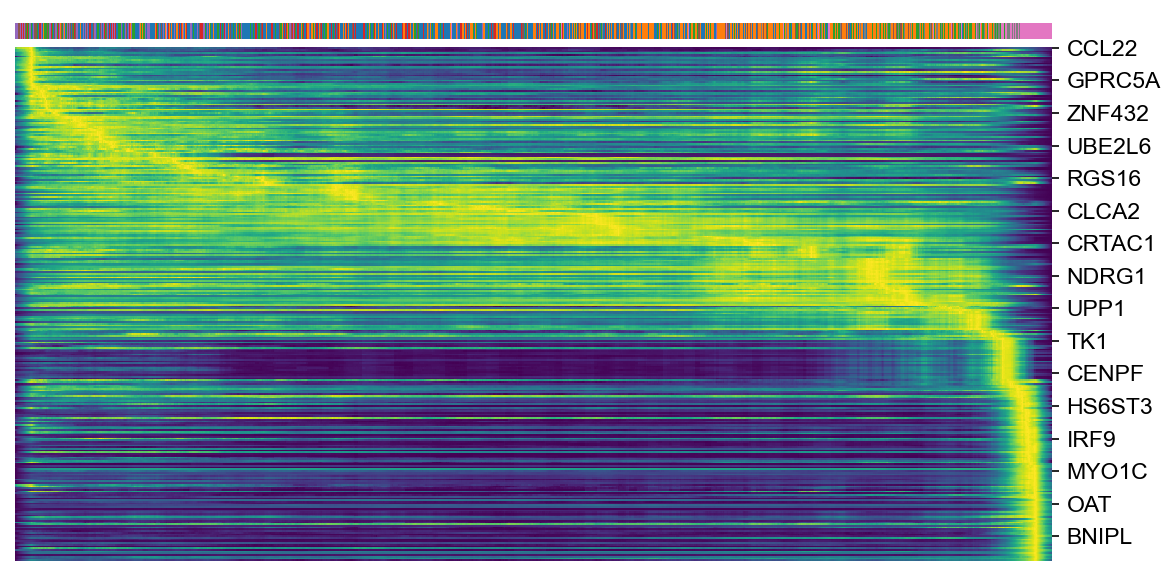 CCL22
GPRC5A
ZNF432
UBE2L6
RGS16
CLCA2
CRTAC1
NDRG1
UPP1
TK1
CENPF
HS6ST3
IRF9
MYO1C
OAT
BNIPL